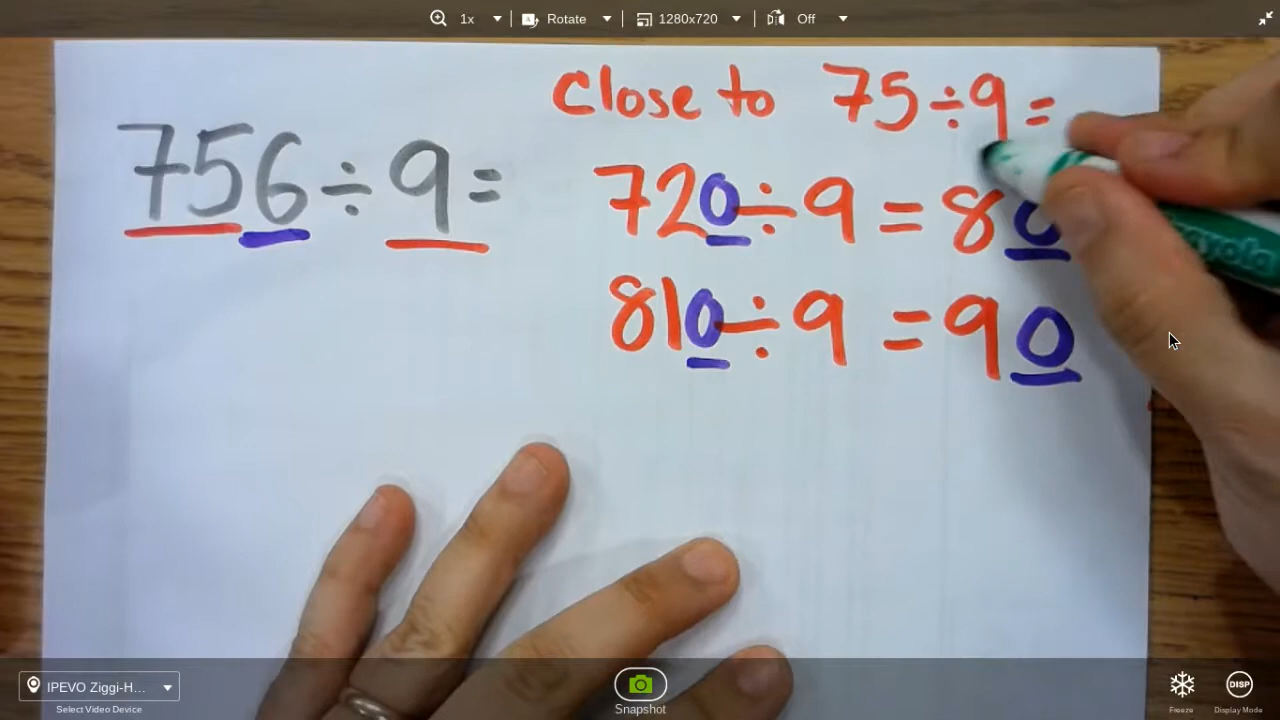 1x Rotate 1280x720 Off
756 ÷ 9 =
Close to 75 ÷ 9 =
720 ÷ 9 = 80
810 ÷ 9 = 90
IPEVO Ziggi-H...
Select Video Device
Snapshot
Freeze
DISP
Display Mode